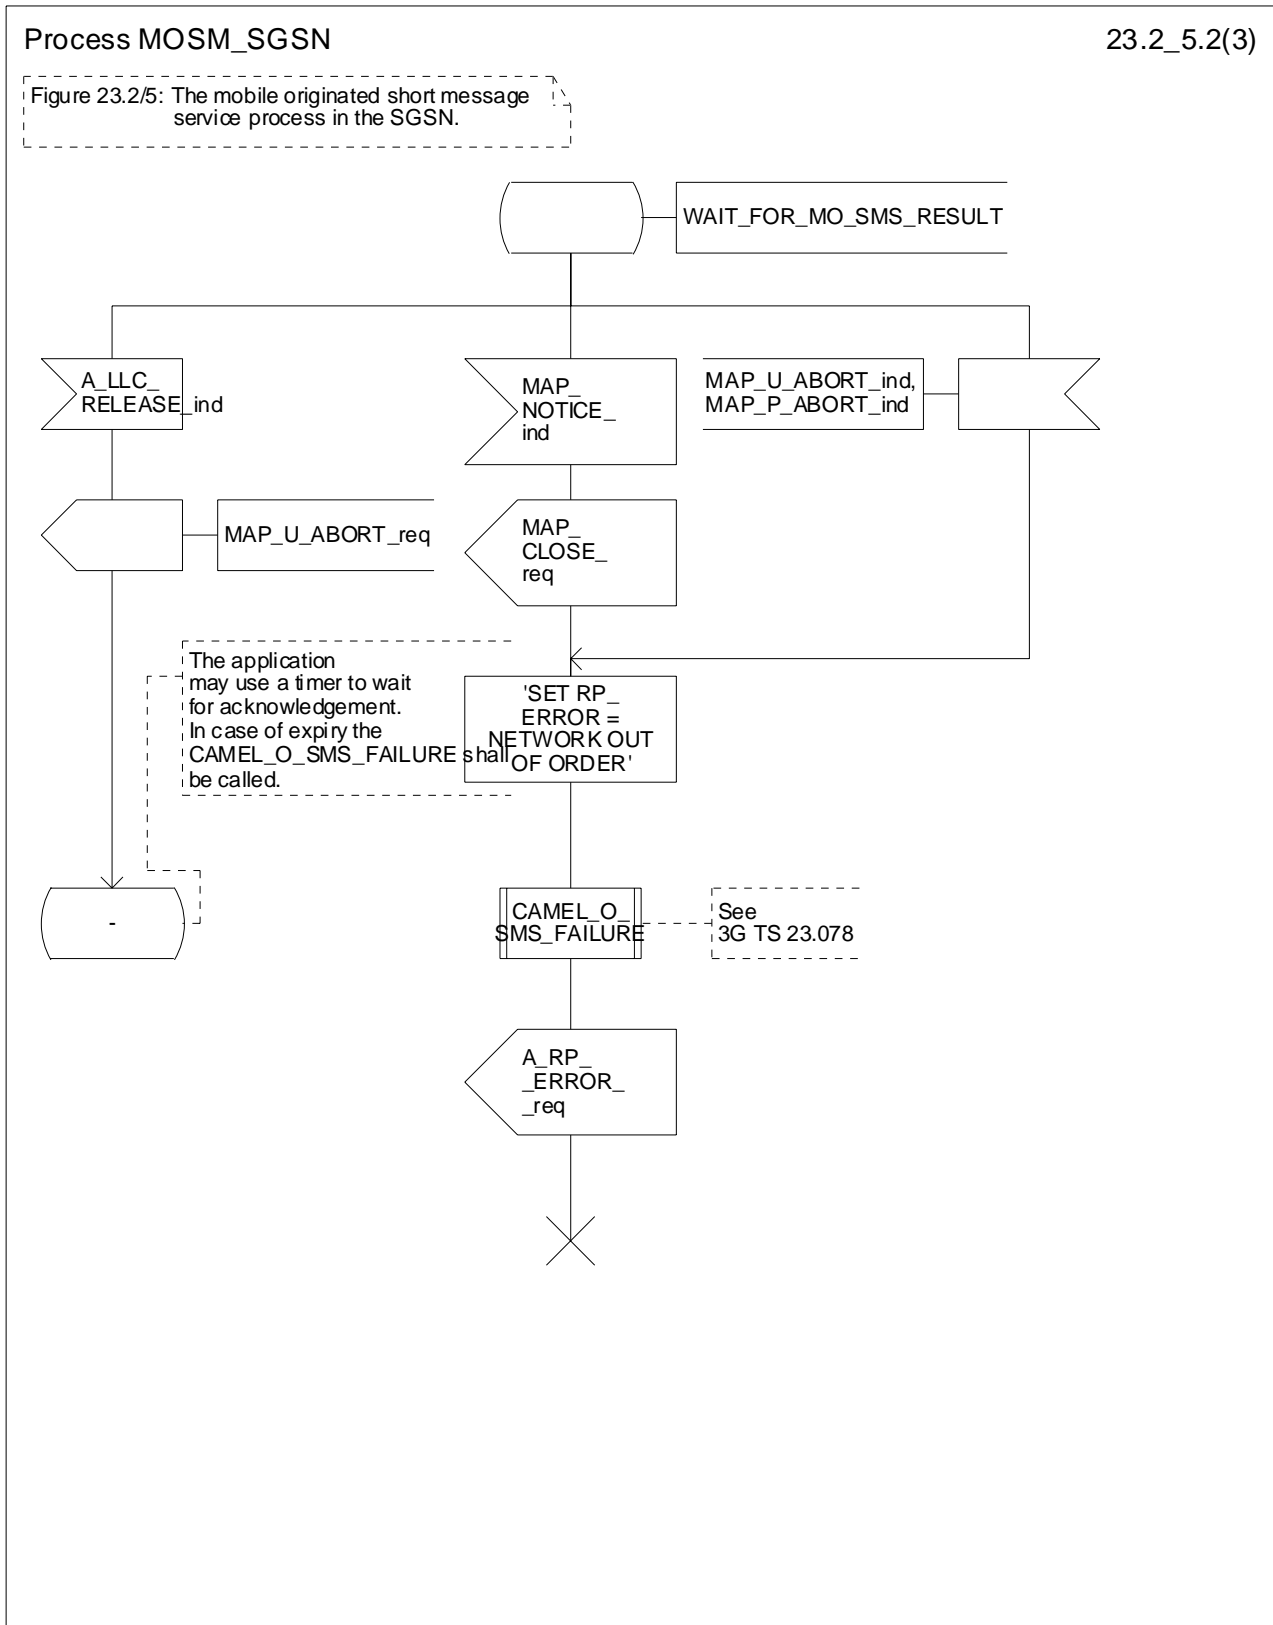 Process MOSM_SGSN
23.2_5.2(3)
Figure 23.2/5: The mobile originated short message
service process in the SGSN.
WAIT_FOR_MO_SMS_RESULT
A_LLC_
RELEASE_ind
MAP_
NOTICE_
ind
MAP_U_ABORT_ind,
MAP_P_ABORT_ind
MAP_U_ABORT_req
MAP_
CLOSE_
req
The application
may use a timer to wait
for acknowledgement.
In case of expiry the
CAMEL_O_SMS_FAILURE shall
be called.
'SET RP_
ERROR =
NETWORK OUT
OF ORDER'
-
CAMEL_O_
SMS_FAILURE
See
3G TS 23.078
A_RP_
_ERROR_
_req